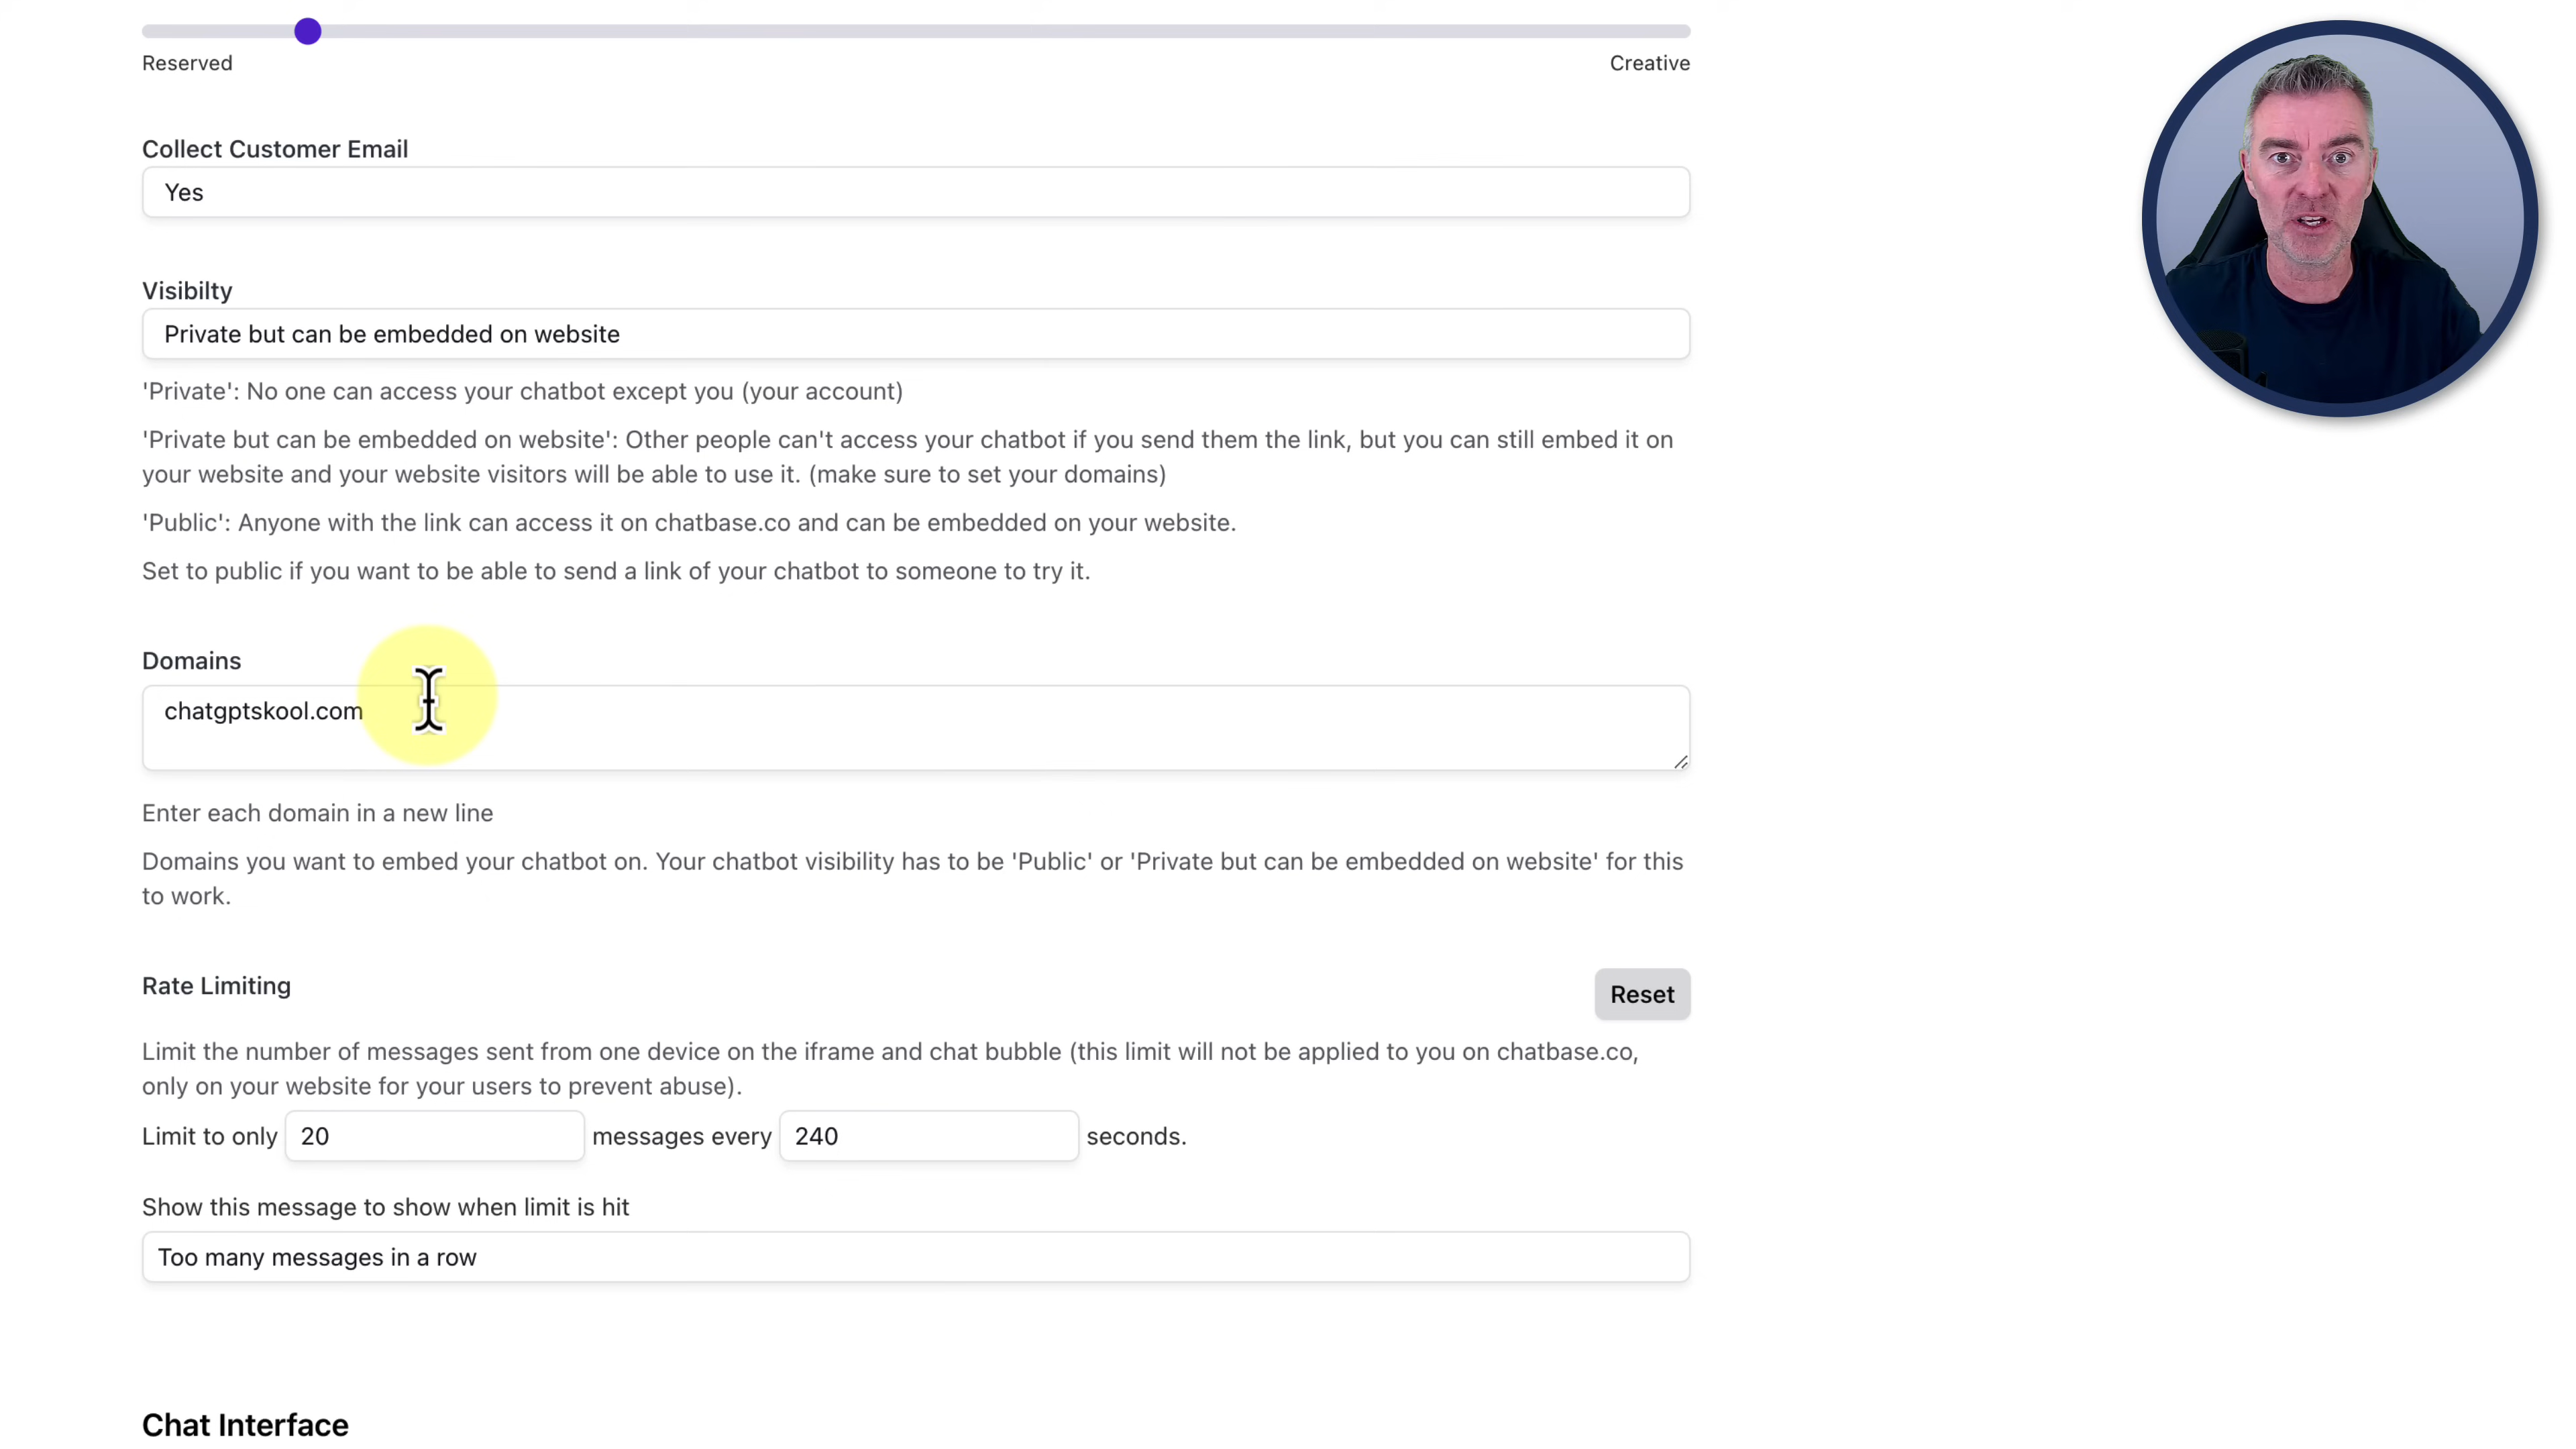 Reserved
Creative
Collect Customer Email
Yes
Visibilty
Private but can be embedded on website
'Private': No one can access your chatbot except you (your account)
'Private but can be embedded on website': Other people can't access your chatbot if you send them the link, but you can still embed it on
your website and your website visitors will be able to use it. (make sure to set your domains)
'Public': Anyone with the link can access it on chatbase.co and can be embedded on your website.
Set to public if you want to be able to send a link of your chatbot to someone to try it.
Domains
chatgptskool.com
Enter each domain in a new line
Domains you want to embed your chatbot on. Your chatbot visibility has to be 'Public' or 'Private but can be embedded on website' for this
to work.
Rate Limiting
Reset
Limit the number of messages sent from one device on the iframe and chat bubble (this limit will not be applied to you on chatbase.co,
only on your website for your users to prevent abuse).
Limit to only 20 messages every 240 seconds.
Show this message to show when limit is hit
Too many messages in a row
Chat Interface